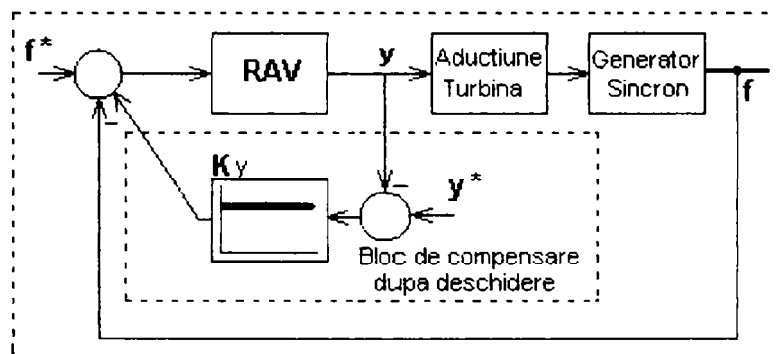 f*
RAV
y
Aductiune
Turbina
Generator
Sincron
f
Ky
y*
Bloc de compensare
dupa deschidere